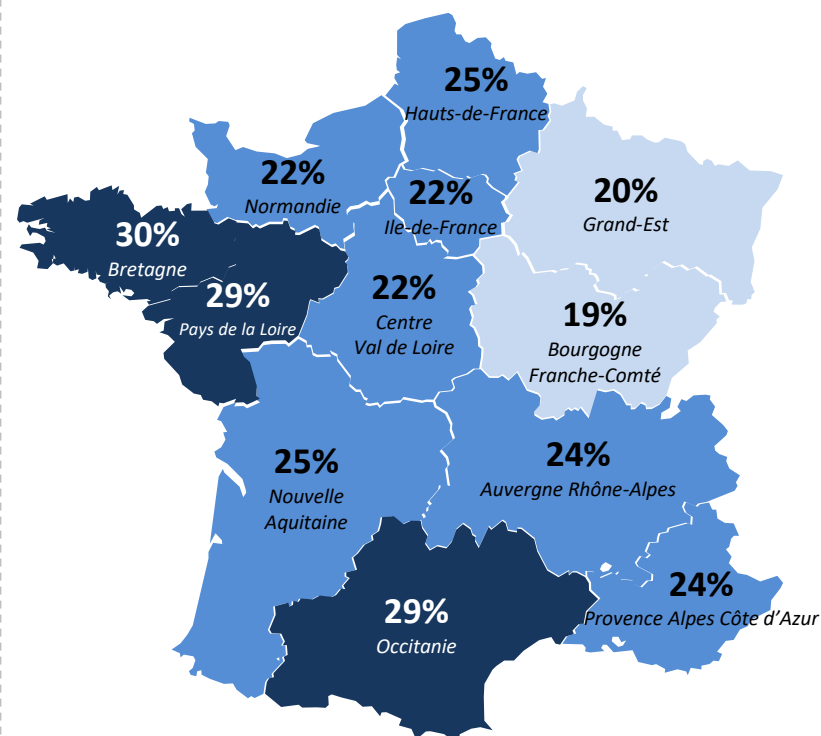 25%
Hauts-de-France
22%
Normandie
22%
Ile-de-France
20%
Grand-Est
30%
Bretagne
29%
Pays de la Loire
22%
Centre
Val de Loire
19%
Bourgogne
Franche-Comté
25%
Nouvelle
Aquitaine
24%
Auvergne Rhône-Alpes
29%
Occitanie
24%
Provence Alpes Côte d'Azur